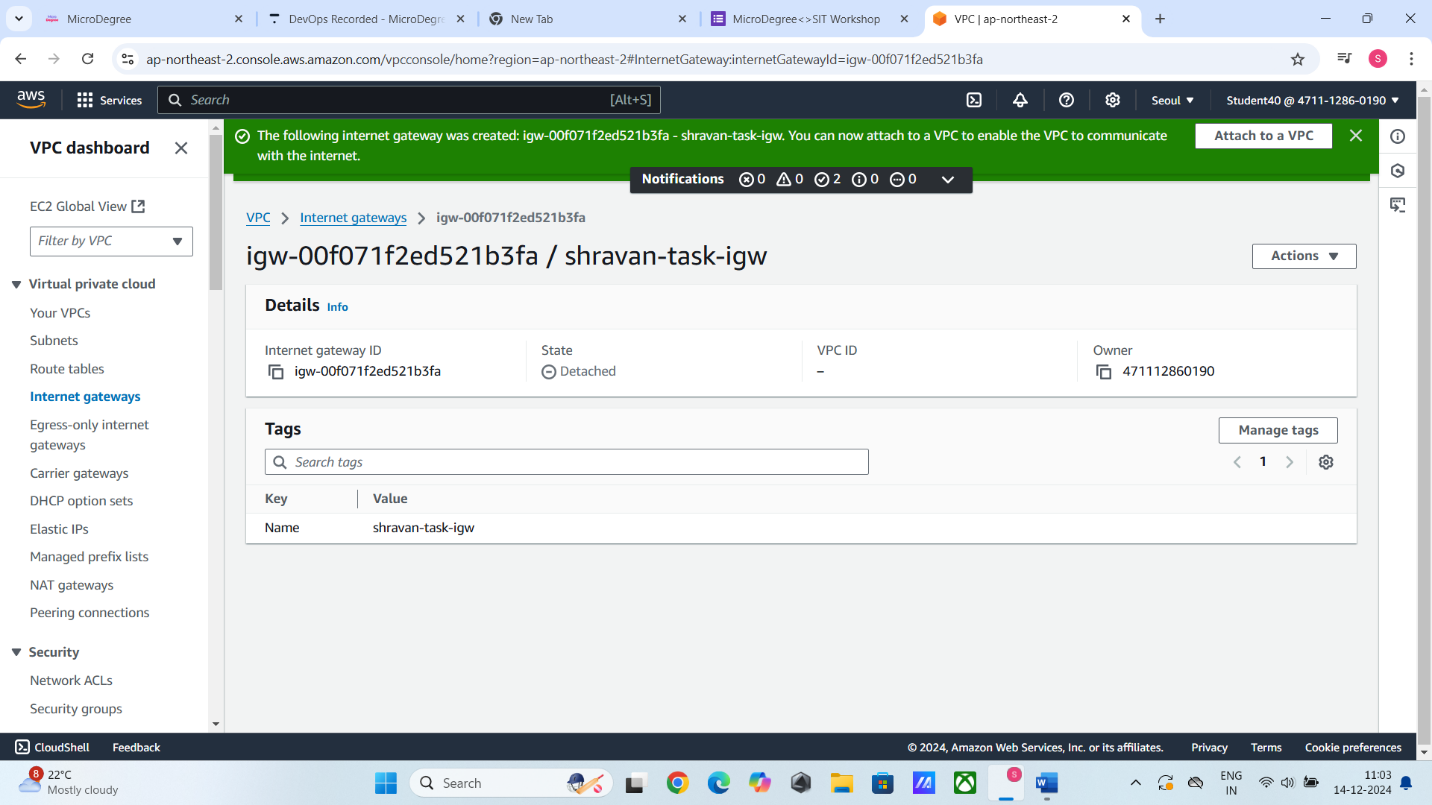 MicroDegree
DevOps Recorded - MicroDegre
New Tab
MicroDegree<>SIT Workshop
VPC | ap-northeast-2
ap-northeast-2.console.aws.amazon.com/vpcconsole/home?region=ap-northeast-2#InternetGateway:internetGatewayId=igw-00f071f2ed521b3fa
S
aws
Services
Search
[Alt+S]
Seoul
Student40 @ 4711-1286-0190
VPC dashboard
EC2 Global View
Filter by VPC
Virtual private cloud
Your VPCs
Subnets
Route tables
Internet gateways
Egress-only internet
gateways
Carrier gateways
DHCP option sets
Elastic IPs
Managed prefix lists
NAT gateways
Peering connections
Security
Network ACLs
Security groups
The following internet gateway was created: igw-00f071f2ed521b3fa - shravan-task-igw. You can now attach to a VPC to enable the VPC to communicate
with the internet.
Attach to a VPC
Notifications 0 0 2 0 0
VPC > Internet gateways > igw-00f071f2ed521b3fa
igw-00f071f2ed521b3fa / shravan-task-igw
Actions
Details Info
Internet gateway ID
igw-00f071f2ed521b3fa
State
Detached
VPC ID
–
Owner
471112860190
Tags
Manage tags
Search tags
1
Key Value
Name shravan-task-igw
CloudShell Feedback
© 2024, Amazon Web Services, Inc. or its affiliates. Privacy Terms Cookie preferences
8
22°C
Mostly cloudy
Search
S
ENG
IN
11:03
14-12-2024